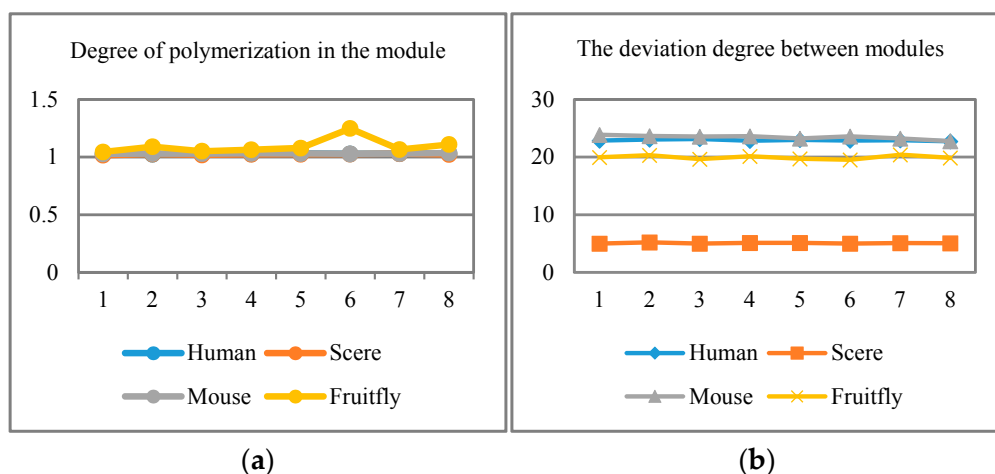 Degree of polymerization in the module
1.5
1
0.5
0
1 2 3 4 5 6 7 8
Human Scere
Mouse Fruitfly
(a)
The deviation degree between modules
30
20
10
0
1 2 3 4 5 6 7 8
Human Scere
Mouse Fruitfly
(b)